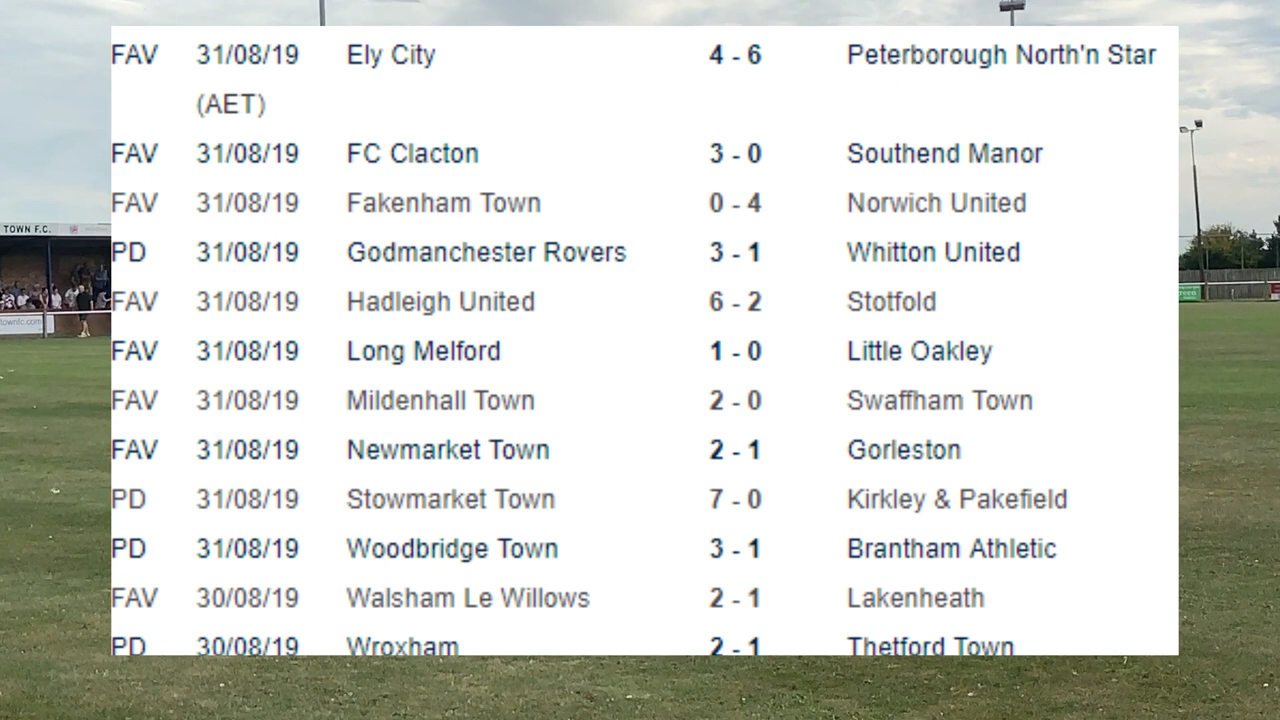 FAV 31/08/19 Ely City 4 - 6 Peterborough North'n Star
(AET)
FAV 31/08/19 FC Clacton 3 - 0 Southend Manor
FAV 31/08/19 Fakenham Town 0 - 4 Norwich United
TOWN F.C.
PD 31/08/19 Godmanchester Rovers 3 - 1 Whitton United
FAV 31/08/19 Hadleigh United 6 - 2 Stotfold
townfc.com
FAV 31/08/19 Long Melford 1 - 0 Little Oakley
FAV 31/08/19 Mildenhall Town 2 - 0 Swaffham Town
FAV 31/08/19 Newmarket Town 2 - 1 Gorleston
PD 31/08/19 Stowmarket Town 7 - 0 Kirkley & Pakefield
PD 31/08/19 Woodbridge Town 3 - 1 Brantham Athletic
FAV 30/08/19 Walsham Le Willows 2 - 1 Lakenheath
PD 30/08/19 Wroxham 2 - 1 Thetford Town